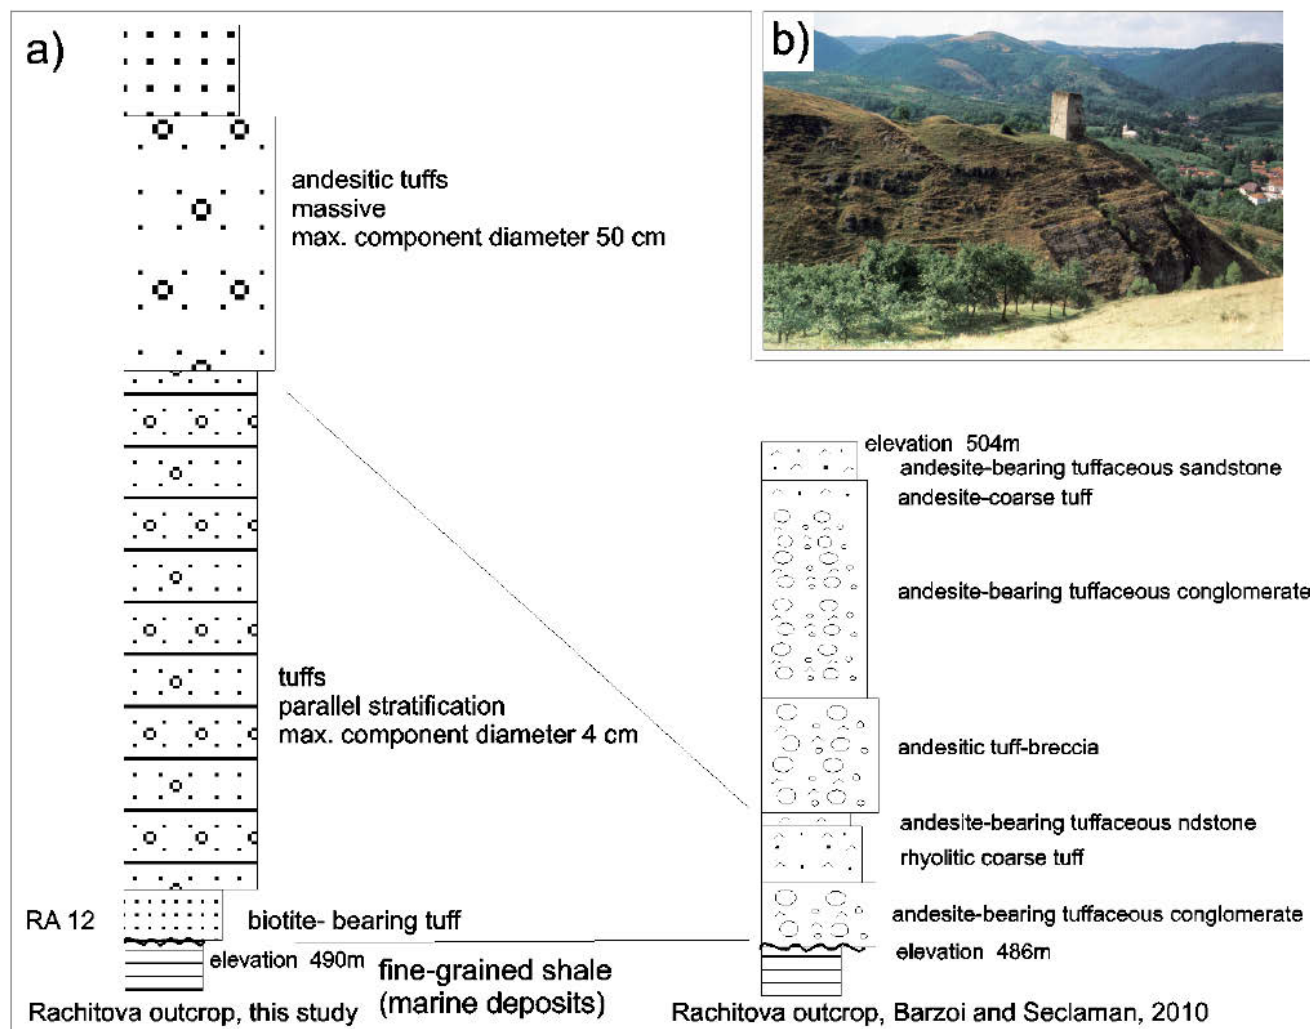 a)
andesitic tuffs
massive
max. component diameter 50 cm
tuffs
parallel stratification
max. component diameter 4 cm
RA 12
biotite- bearing tuff
elevation 490m
fine-grained shale
(marine deposits)
Rachitova outcrop, this study
b)
elevation 504m
andesite-bearing tuffaceous sandstone
andesite-coarse tuff
andesite-bearing tuffaceous conglomerate
andesitic tuff-breccia
andesite-bearing tuffaceous ndstone
rhyolitic coarse tuff
andesite-bearing tuffaceous conglomerate
elevation 486m
Rachitova outcrop, Barzoi and Seclaman, 2010